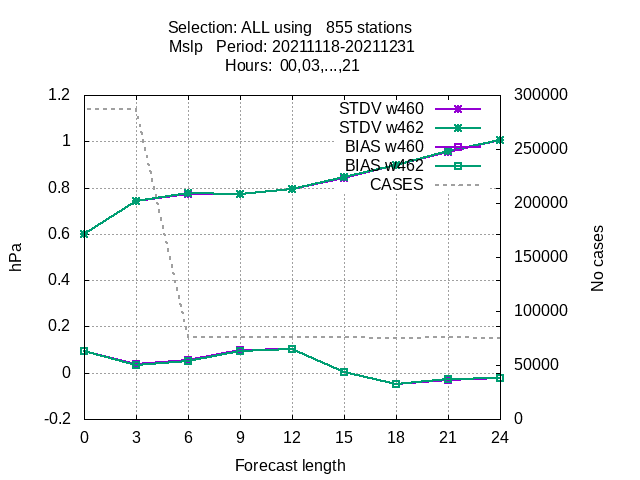 Selection: ALL using   855 stations
Mslp   Period: 20211118-20211231
Hours:  00,03,...,21
1.2
1
0.8
0.6
0.4
0.2
0
-0.2
300000
250000
200000
150000
100000
50000
0
STDV w460
STDV w462
BIAS w460
BIAS w462
CASES
hPa
No cases
0 3 6 9 12 15 18 21 24
Forecast length